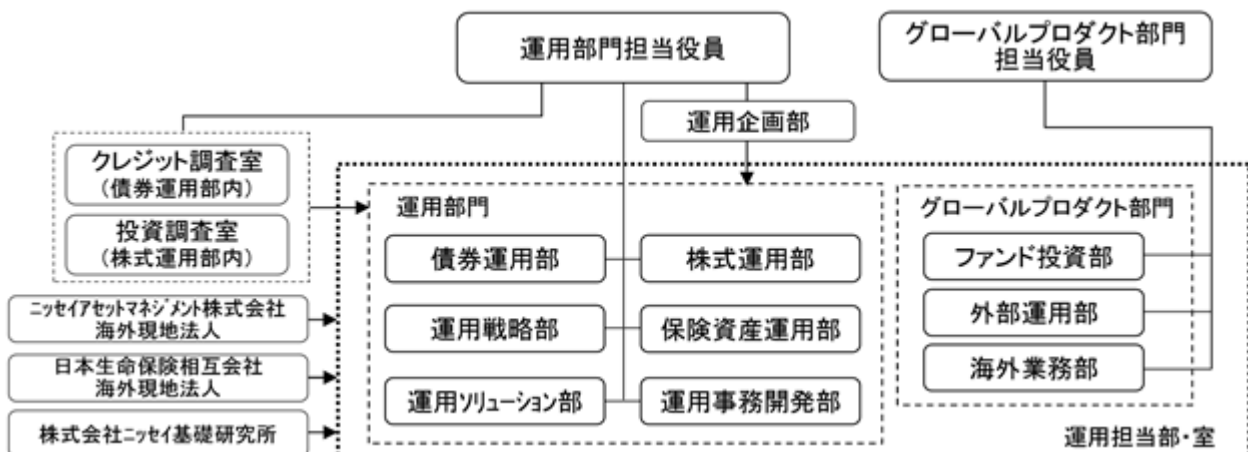 運用部門担当役員
グローバルプロダクト部門
担当役員
運用企画部
クレジット調査室
(債券運用部内)
投資調査室
(株式運用部内)
運用部門
債券運用部
株式運用部
運用戦略部
保険資産運用部
運用ソリューション部
運用事務開発部
グローバルプロダクト部門
ファンド投資部
外部運用部
海外業務部
ニッセイアセットマネジメント株式会社
海外現地法人
日本生命保険相互会社
海外現地法人
株式会社ニッセイ基礎研究所
運用担当部・室